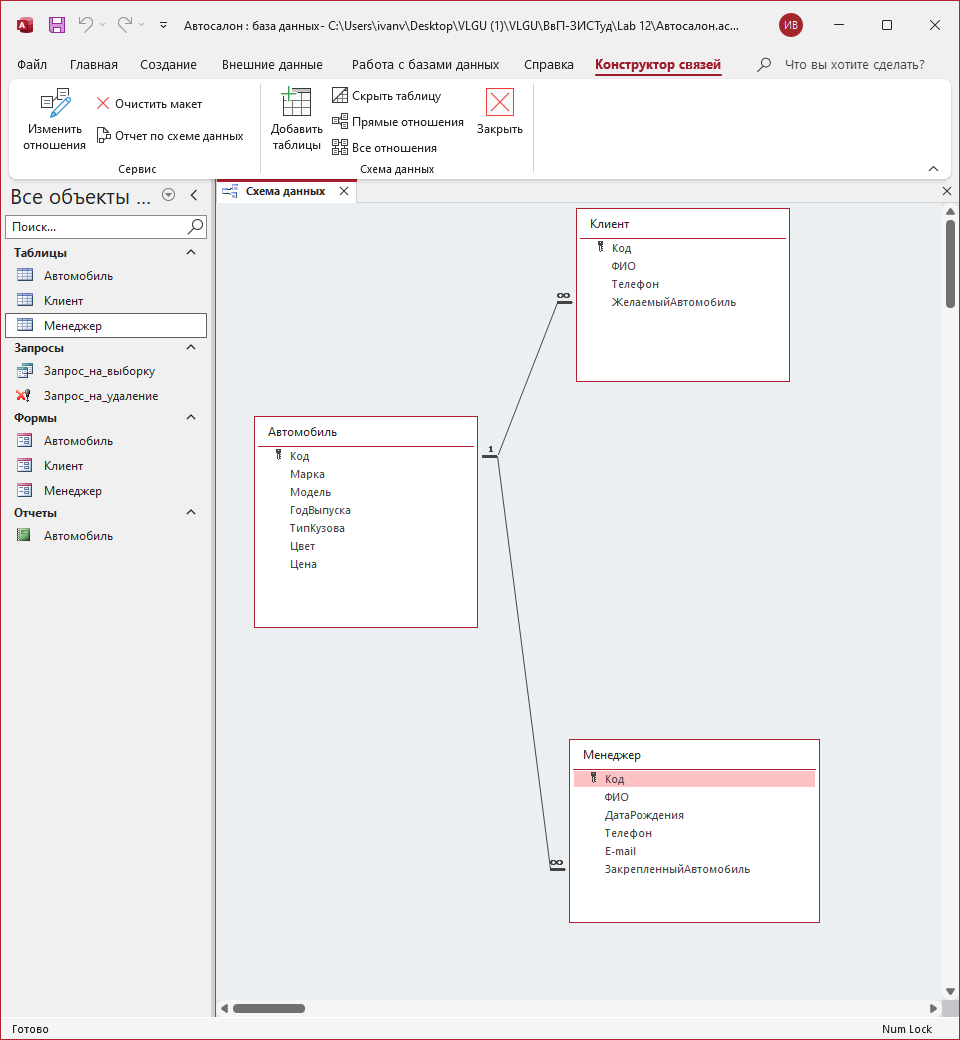 Автосалон : база данных- C:\Users\ivanv\Desktop\VLGU (1)\VLGU\ВвП-ЗИСТуд\Lab 12\Автосалон.ac...
ИВ
Файл Главная Создание Внешние данные Работа с базами данных Справка Конструктор связей Что вы хотите сделать?
Изменить отношения
Очистить макет
Отчет по схеме данных
Сервис
Добавить таблицы
Скрыть таблицу
Прямые отношения
Все отношения
Закрыть
Схема данных
Все объекты ...
Поиск...
Таблицы
Автомобиль
Клиент
Менеджер
Запросы
Запрос_на_выборку
Запрос_на_удаление
Формы
Автомобиль
Клиент
Менеджер
Отчеты
Автомобиль
Схема данных
Клиент
Код
ФИО
Телефон
ЖелаемыйАвтомобиль
∞
Автомобиль
1
Код
Марка
Модель
ГодВыпуска
ТипКузова
Цвет
Цена
Менеджер
Код
ФИО
ДатаРождения
Телефон
E-mail
∞
ЗакрепленныйАвтомобиль
Готово
Num Lock